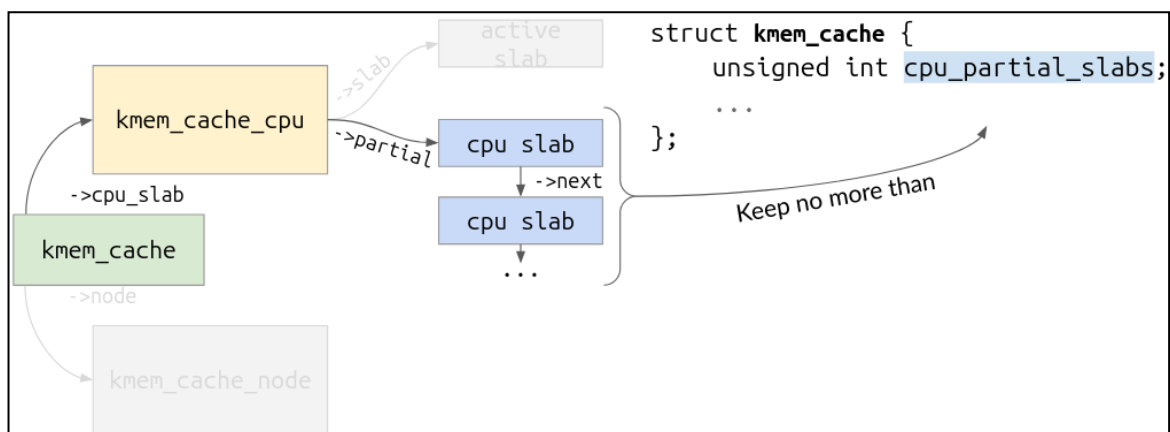 active
slab
->slab
kmem_cache_cpu
->partial
cpu slab
->next
cpu slab
...
->cpu_slab
kmem_cache
->node
kmem_cache_node
struct kmem_cache {
unsigned int cpu_partial_slabs;
...
};
Keep no more than